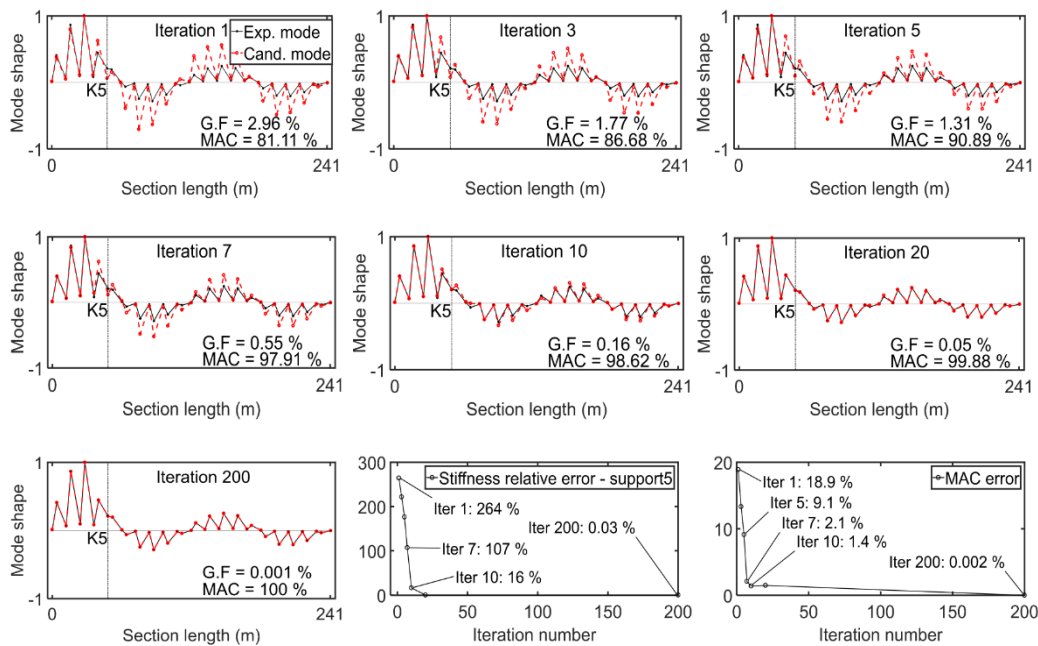 1
Iteration 1
Exp. mode
Cand. mode
Mode shape
0
K5
G.F = 2.96 %
MAC = 81.11 %
-1
0
241
Section length (m)
1
Iteration 3
Mode shape
0
K5
G.F = 1.77 %
MAC = 86.68 %
-1
0
241
Section length (m)
1
Iteration 5
Mode shape
0
K5
G.F = 1.31 %
MAC = 90.89 %
-1
0
241
Section length (m)
1
Iteration 7
Mode shape
0
K5
G.F = 0.55 %
MAC = 97.91 %
-1
0
241
Section length (m)
1
Iteration 10
Mode shape
0
K5
G.F = 0.16 %
MAC = 98.62 %
-1
0
241
Section length (m)
1
Iteration 20
Mode shape
0
K5
G.F = 0.05 %
MAC = 99.88 %
-1
0
241
Section length (m)
1
Iteration 200
Mode shape
0
K5
G.F = 0.001 %
MAC = 100 %
-1
0
241
Section length (m)
300
Stiffness relative error - support5
Iter 1: 264 %
200
Iter 200: 0.03 %
Iter 7: 107 %
100
Iter 10: 16 %
0
0 50 100 150 200
Iteration number
20
MAC error
Iter 1: 18.9 %
Iter 5: 9.1 %
10
Iter 7: 2.1 %
Iter 10: 1.4 %
Iter 200: 0.002 %
0
0 50 100 150 200
Iteration number